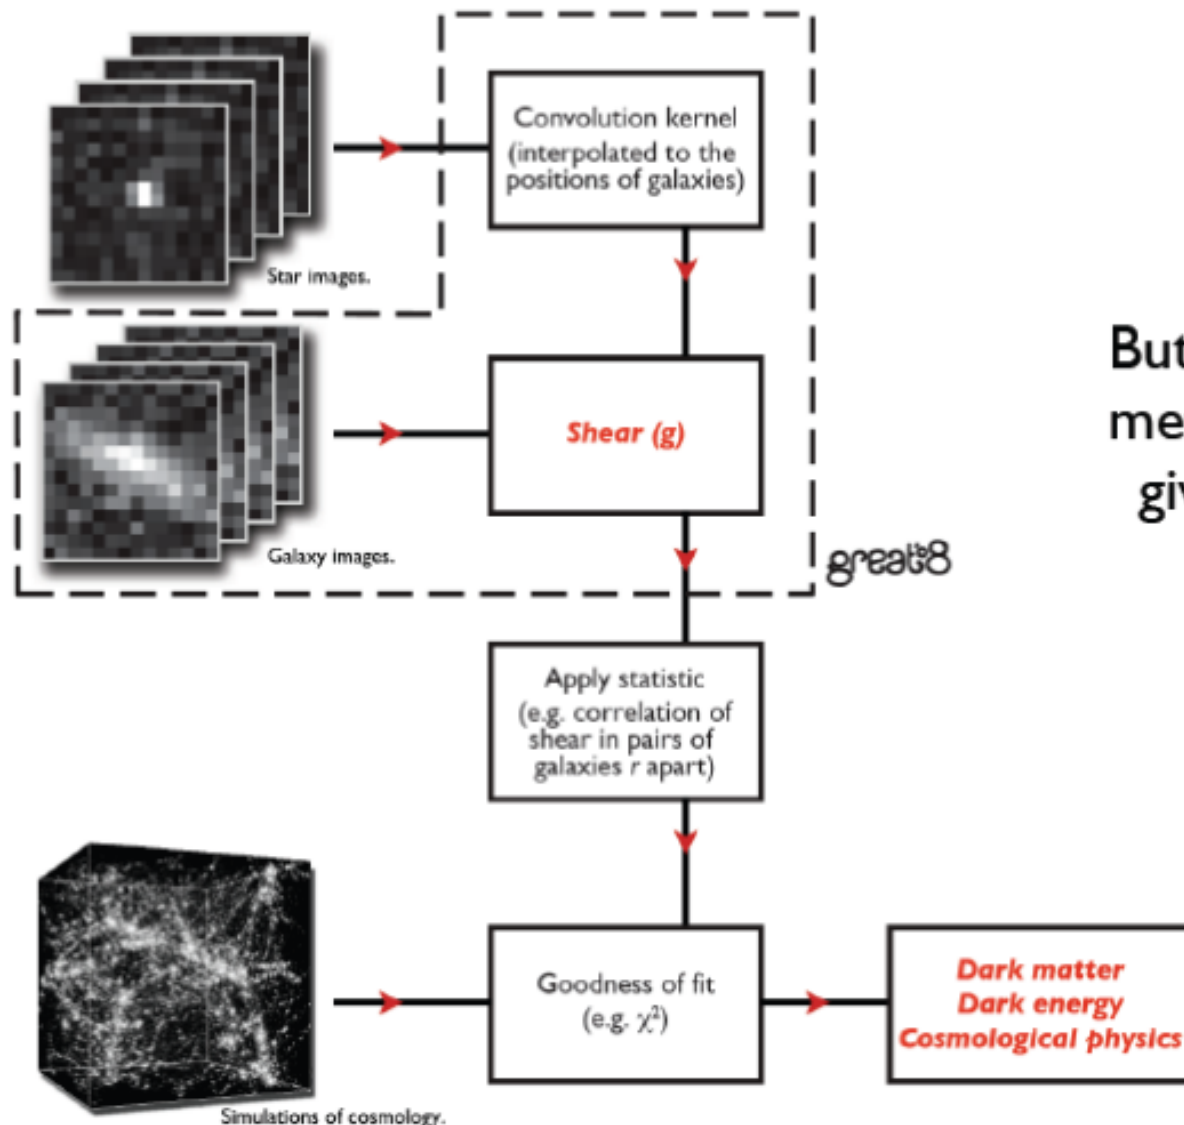 Convolution kernel
(interpolated to the
positions of galaxies)
Star images.
But
me
giv
Shear (g)
Galaxy images.
great08
Apply statistic
(e.g. correlation of
shear in pairs of
galaxies r apart)
Goodness of fit
(e.g. χ²)
Dark matter
Dark energy
Cosmological physics
Simulations of cosmology.